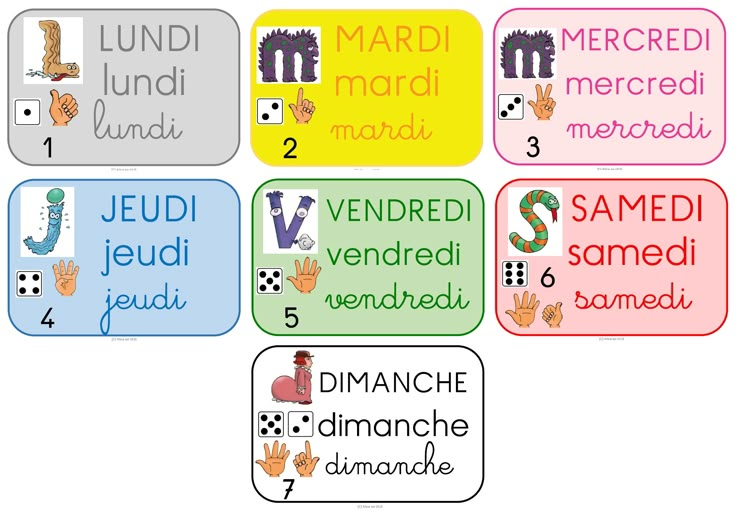 LUNDI
lundi
lundi
1
MARDI
mardi
mardi
2
MERCREDI
mercredi
mercredi
3
JEUDI
jeudi
jeudi
4
VENDREDI
vendredi
vendredi
5
SAMEDI
samedi
6
samedi
DIMANCHE
dimanche
dimanche
7